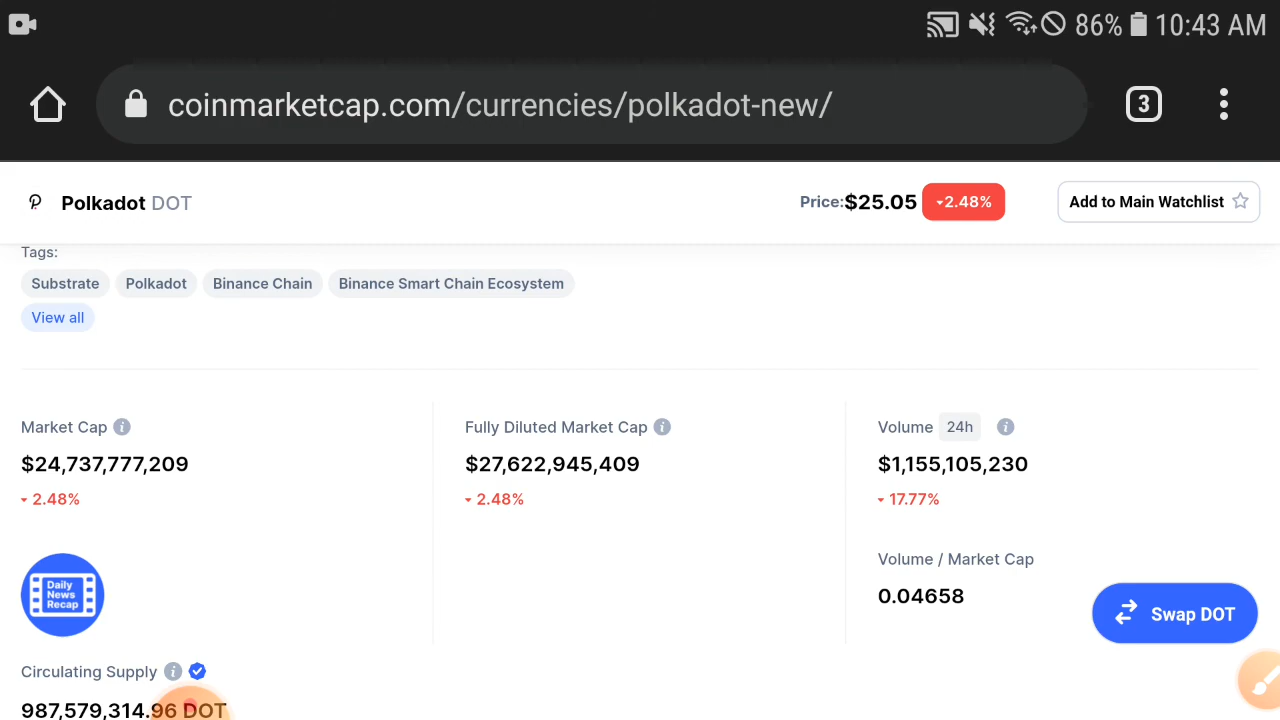 86% 10:43 AM
coinmarketcap.com/currencies/polkadot-new/ 3
Polkadot DOT Price:$25.05 2.48% Add to Main Watchlist
Tags:
Substrate Polkadot Binance Chain Binance Smart Chain Ecosystem
View all
Market Cap Fully Diluted Market Cap Volume 24h
$24,737,777,209 $27,622,945,409 $1,155,105,230
2.48% 2.48% 17.77%
Volume / Market Cap
0.04658
Daily
News
Recap
Swap DOT
Circulating Supply
987,579,314.96 DOT